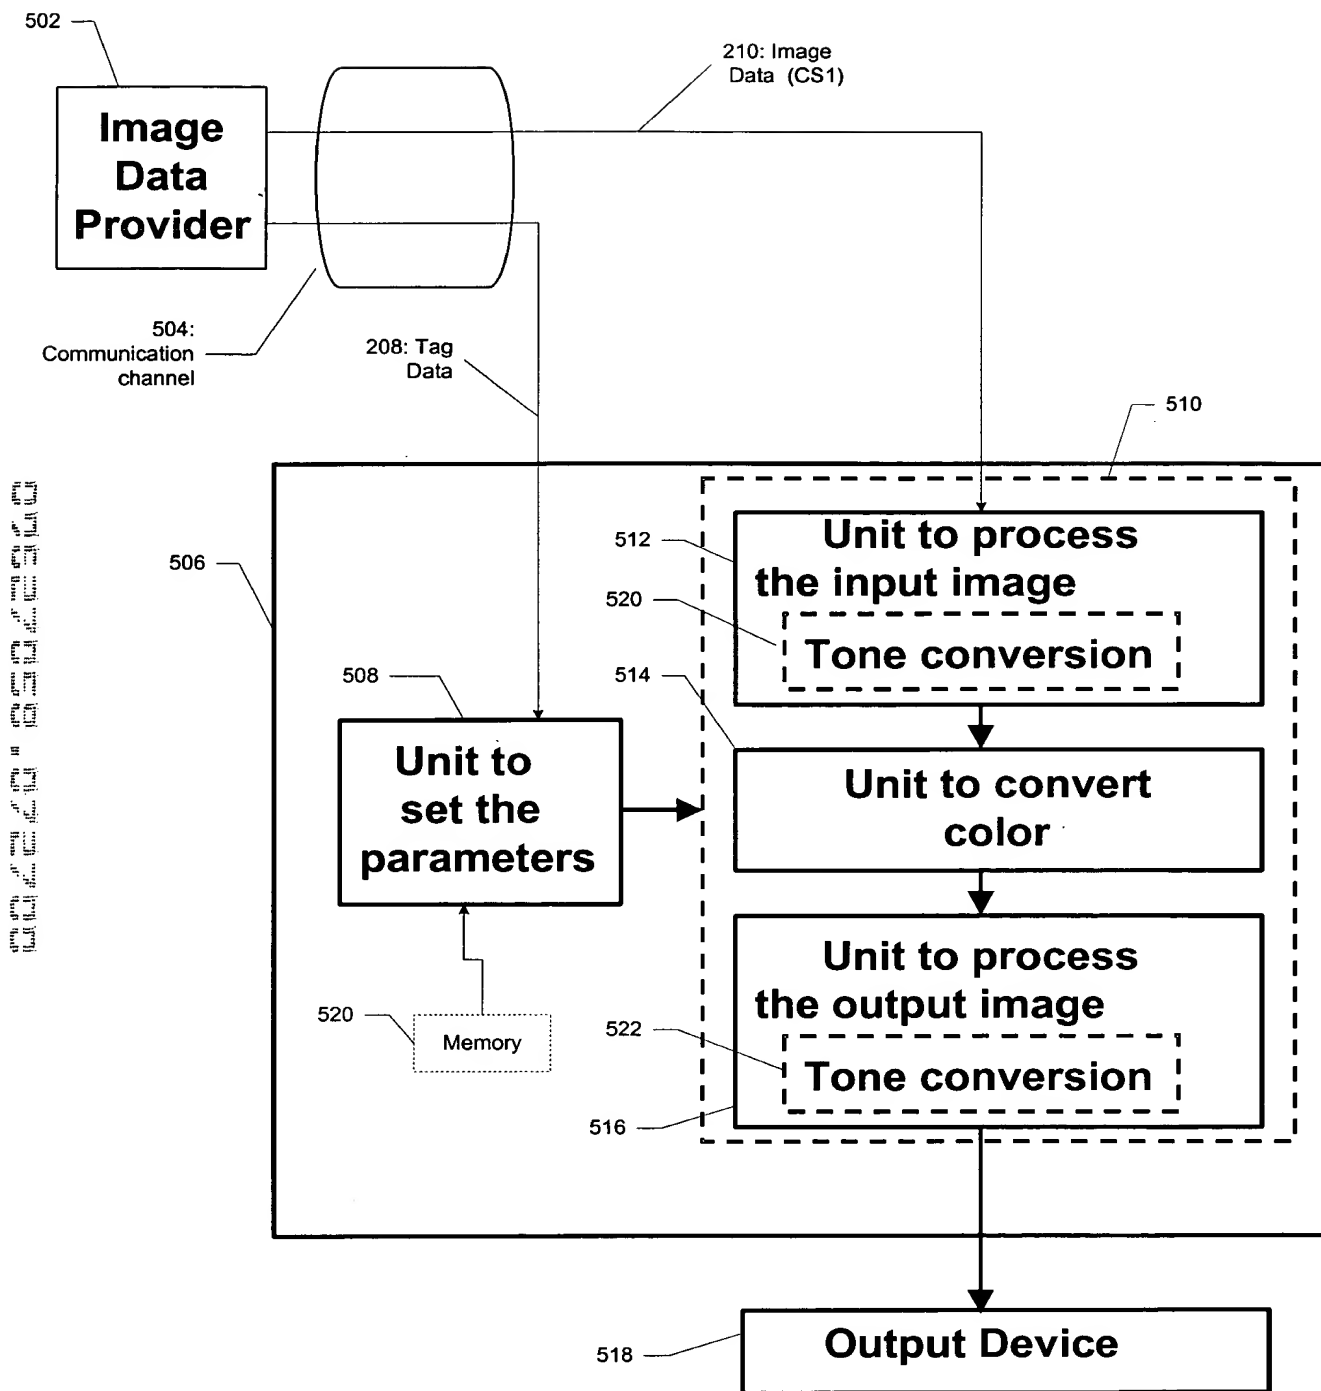 502
Image
Data
Provider
210: Image
Data (CS1)
504:
Communication
channel
208: Tag
Data
510
506
512
Unit to process
the input image
520
Tone conversion
508
514
Unit to
set the
parameters
Unit to convert
color
Unit to process
the output image
520
Memory
522
Tone conversion
516
518
Output Device